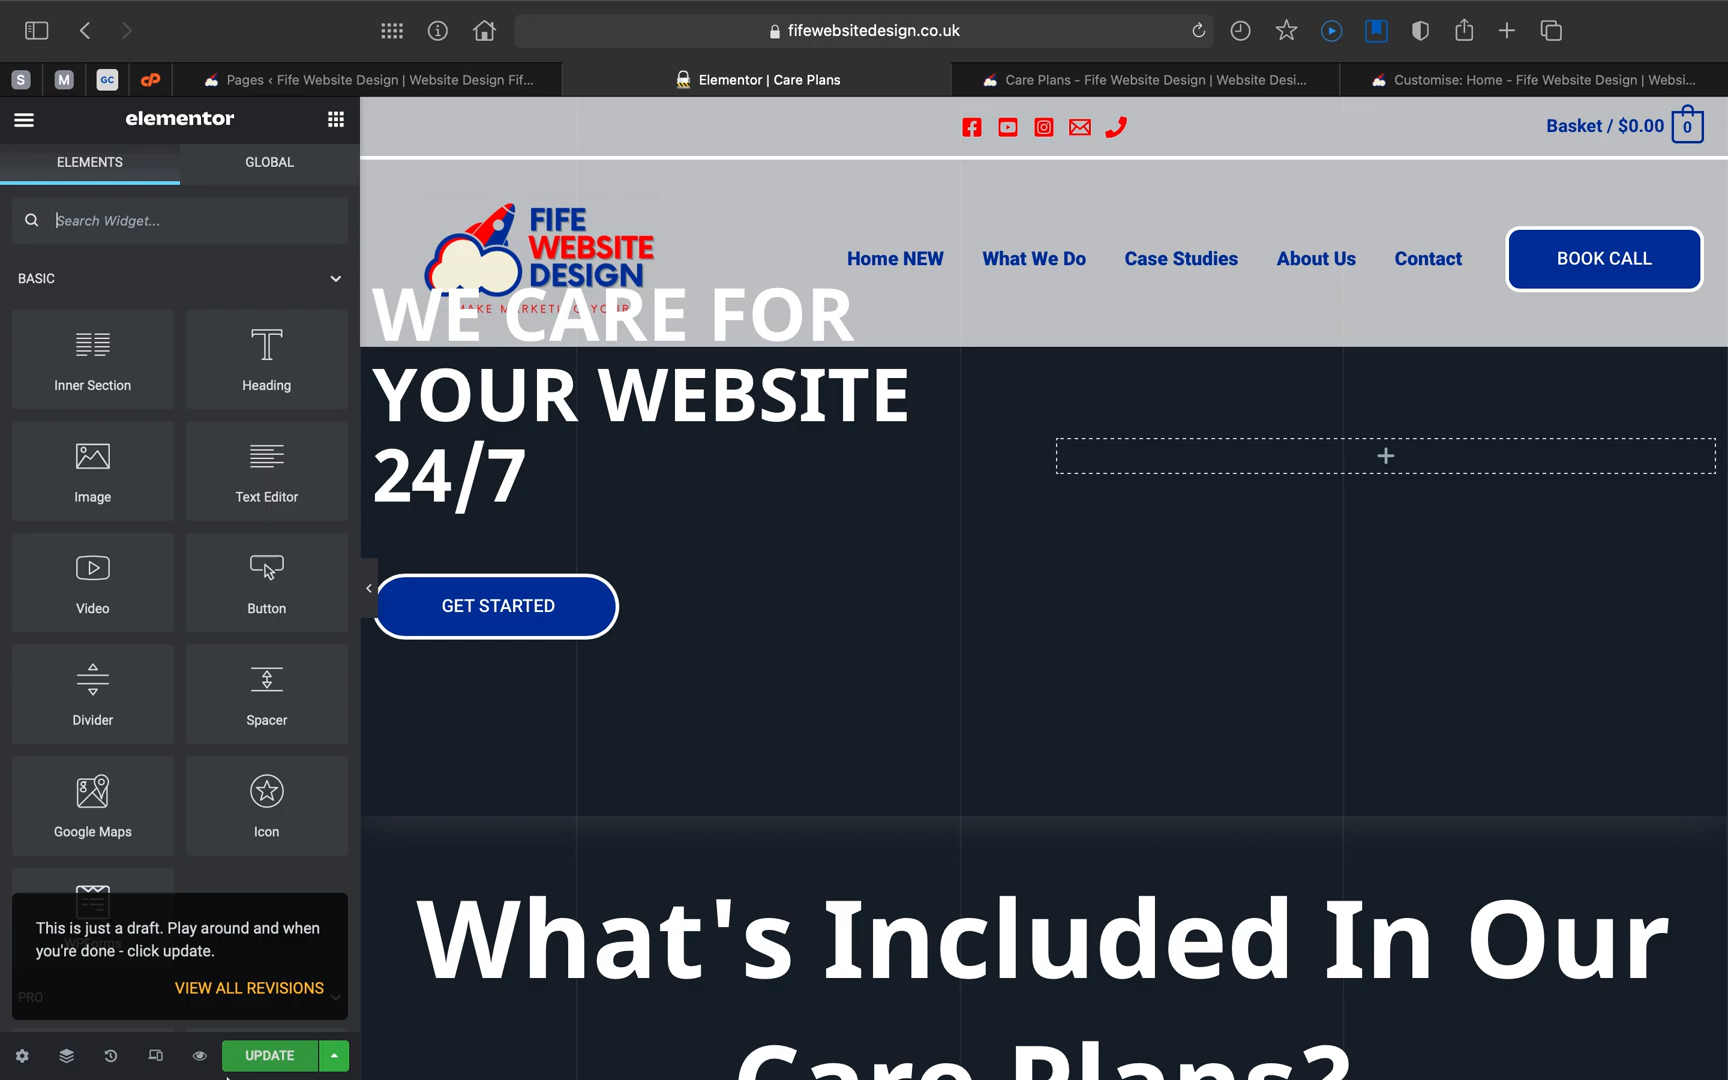 fifewebsitedesign.co.uk
S
M
GC
cP
Pages ‹ Fife Website Design | Website Design Fif...
Elementor | Care Plans
Care Plans - Fife Website Design | Website Desi...
Customise: Home - Fife Website Design | Websi...
elementor
ELEMENTS
GLOBAL
Search Widget...
BASIC
Inner Section
Heading
Image
Text Editor
Video
Button
Divider
Spacer
Google Maps
Icon
WPForms
This is just a draft. Play around and when
you're done - click update.
VIEW ALL REVISIONS
PRO
UPDATE
Basket / $0.00
0
FIFE
WEBSITE
DESIGN
Home NEW
What We Do
Case Studies
About Us
Contact
BOOK CALL
WE CARE FOR
YOUR WEBSITE
24/7
GET STARTED
What's Included In Our
Care Plans?